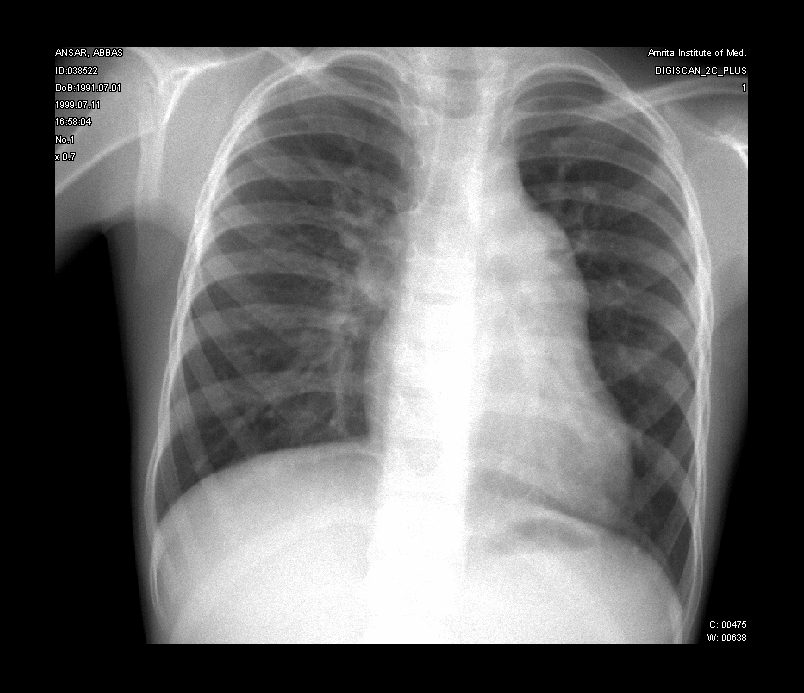 ANSAR, ABBAS
ID:038522
DoB:1991.07.01
1999.07.11
16:58:04
No.1
x 0.7
Amrita Institute of Med.
DIGISCAN_2C_PLUS
1
C: 00475
W: 00638